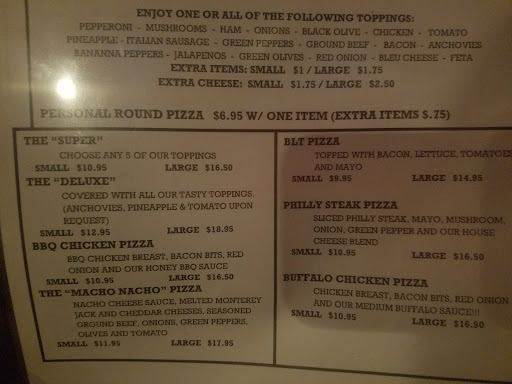 ENJOY ONE OR ALL OF THE FOLLOWING TOPPINGS:
PEPPERONI - MUSHROOMS - HAM - ONIONS - BLACK OLIVE - CHICKEN - TOMATO
PINEAPPLE - ITALIAN SAUSAGE - GREEN PEPPERS - GROUND BEEF - BACON - ANCHOVIES
BANANNA PEPPERS - JALAPENOS - GREEN OLIVES - RED ONION - BLEU CHEESE - FETA
EXTRA ITEMS: SMALL $1 / LARGE $1.75
EXTRA CHEESE: SMALL $1.75 / LARGE $2.50
PERSONAL ROUND PIZZA $6.95 W/ ONE ITEM (EXTRA ITEMS $.75)
THE "SUPER"
CHOOSE ANY 5 OF OUR TOPPINGS
SMALL $10.95 LARGE $16.50
THE "DELUXE"
COVERED WITH ALL OUR TASTY TOPPINGS.
(ANCHOVIES, PINEAPPLE & TOMATO UPON
REQUEST)
SMALL $12.95 LARGE $18.95
BBQ CHICKEN PIZZA
BBQ CHICKEN BREAST, BACON BITS, RED
ONION AND OUR HONEY BBQ SAUCE
SMALL $10.95 LARGE $16.50
THE "MACHO NACHO" PIZZA
NACHO CHEESE SAUCE, MELTED MONTEREY
JACK AND CHEDDAR CHEESES, SEASONED
GROUND BEEF, ONIONS, GREEN PEPPERS,
OLIVES AND TOMATO
SMALL $11.95 LARGE $17.95
BLT PIZZA
TOPPED WITH BACON, LETTUCE, TOMATOES
AND MAYO
SMALL $9.95 LARGE $14.95
PHILLY STEAK PIZZA
SLICED PHILLY STEAK, MAYO, MUSHROOM,
ONION, GREEN PEPPER AND OUR HOUSE
CHEESE BLEND
SMALL $10.95 LARGE $16.50
BUFFALO CHICKEN PIZZA
CHICKEN BREAST, BACON BITS, RED ONION
AND OUR MEDIUM BUFFALO SAUCE!!!
SMALL $10.95 LARGE $16.50